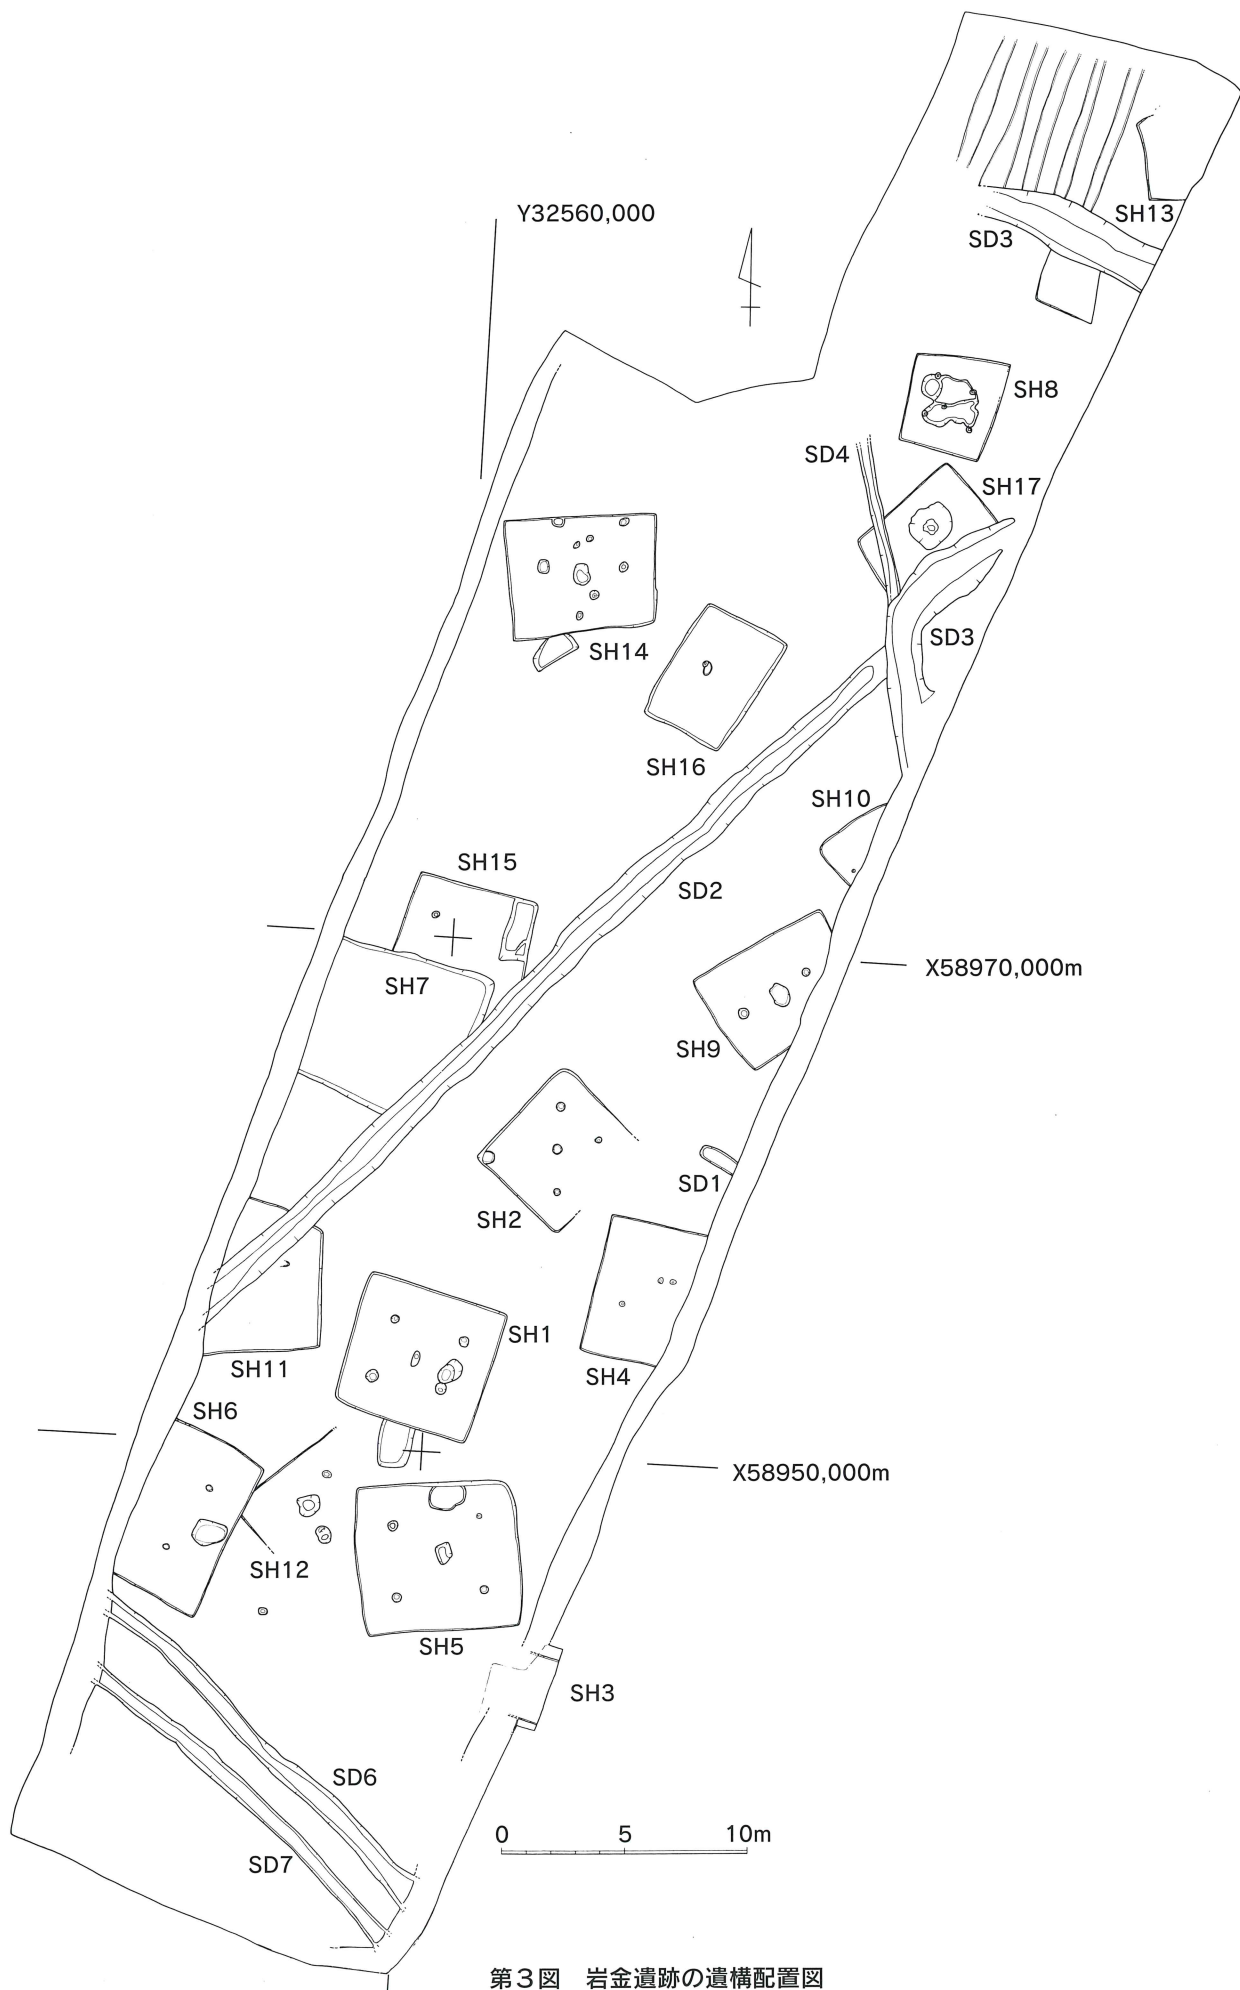 Y32560,000
SH13
SD3
SH8
SD4
SH17
SD3
SH14
SH16
SH10
SH15
SD2
X58970,000m
SH7
SH9
SD1
SH2
SH1
SH4
SH11
SH6
X58950,000m
SH12
SH5
SH3
SD6
0 5 10m
SD7
第3図 岩金遺跡の遺構配置図